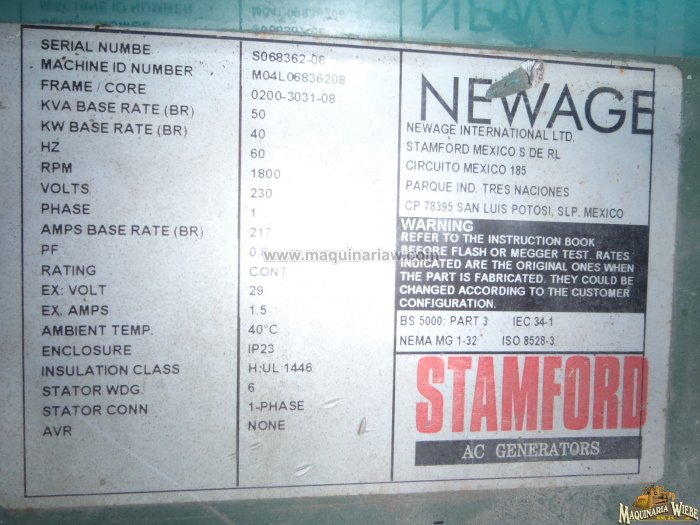 SERIAL NUMBE S068362-08
MACHINE ID NUMBER M04L06836208
FRAME / CORE 0200-3031-08
KVA BASE RATE (BR) 50
KW BASE RATE (BR) 40
HZ 60
RPM 1800
VOLTS 230
PHASE 1
AMPS BASE RATE (BR) 217
PF
RATING CONT
EX: VOLT 29
EX. AMPS 1.5
AMBIENT TEMP. 40°C
ENCLOSURE IP23
INSULATION CLASS H:UL 1446
STATOR WDG. 6
STATOR CONN 1-PHASE
AVR NONE
NEWAGE
NEWAGE INTERNATIONAL LTD.
STAMFORD MEXICO S DE RL
CIRCUITO MEXICO 185
PARQUE IND. TRES NACIONES
CP 78395 SAN LUIS POTOSI, SLP. MEXICO
WARNING
REFER TO THE INSTRUCTION BOOK
BEFORE FLASH OR MEGGER TEST. RATES
INDICATED ARE THE ORIGINAL ONES WHEN
THE PART IS FABRICATED. THEY COULD BE
CHANGED ACCORDING TO THE CUSTOMER
CONFIGURATION.
BS 5000: PART 3 IEC 34-1
NEMA MG 1-32 ISO 8528-3
STAMFORD
AC GENERATORS
MAQUINARIA WIEBE